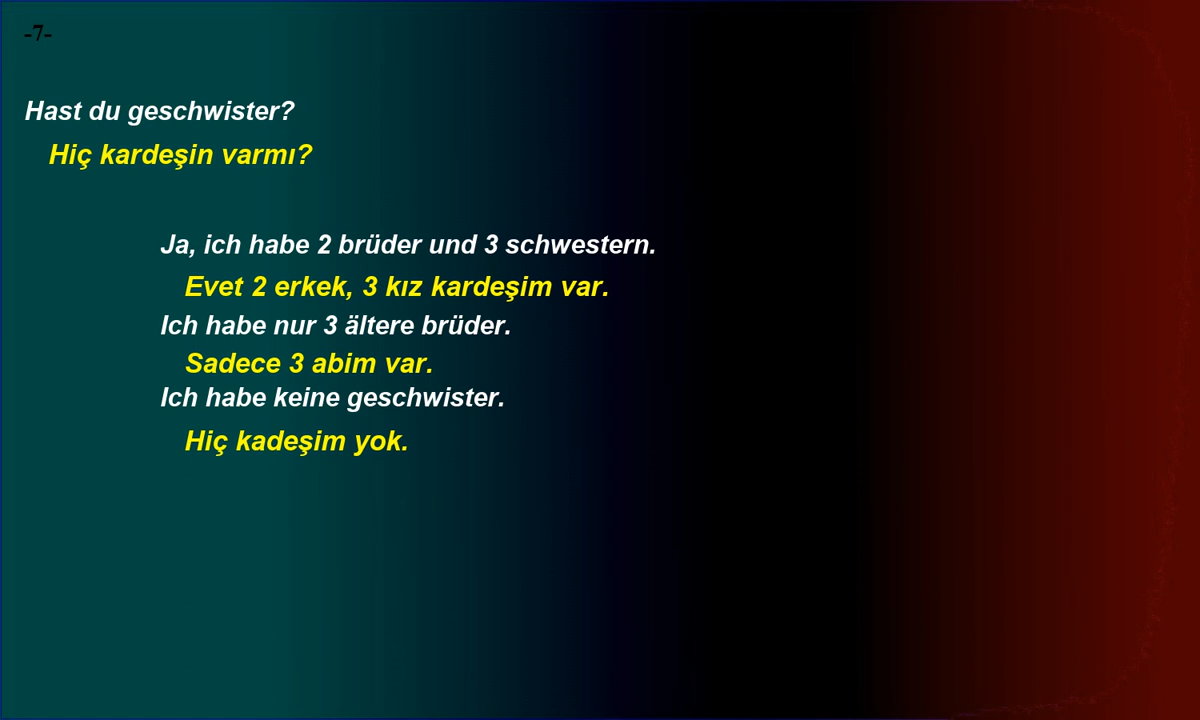 -7-
Hast du geschwister?
Hiç kardeşin varmı?
Ja, ich habe 2 brüder und 3 schwestern.
Evet 2 erkek, 3 kız kardeşim var.
Ich habe nur 3 ältere brüder.
Sadece 3 abim var.
Ich habe keine geschwister.
Hiç kadeşim yok.